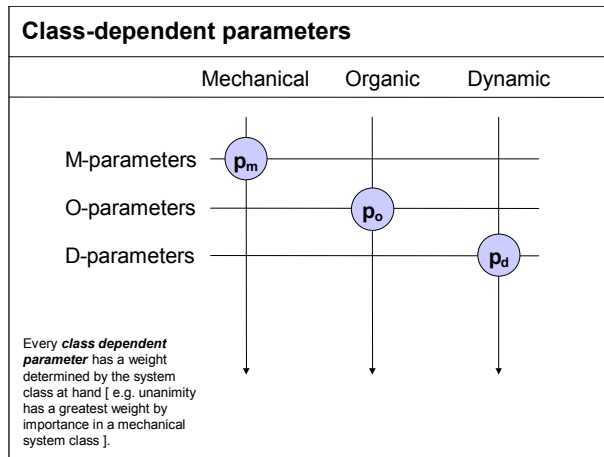 Class-dependent parameters
Mechanical Organic Dynamic
M-parameters pm
O-parameters po
D-parameters pd
Every class dependent
parameter has a weight
determined by the system
class at hand [ e.g. unanimity
has a greatest weight by
importance in a mechanical
system class ].